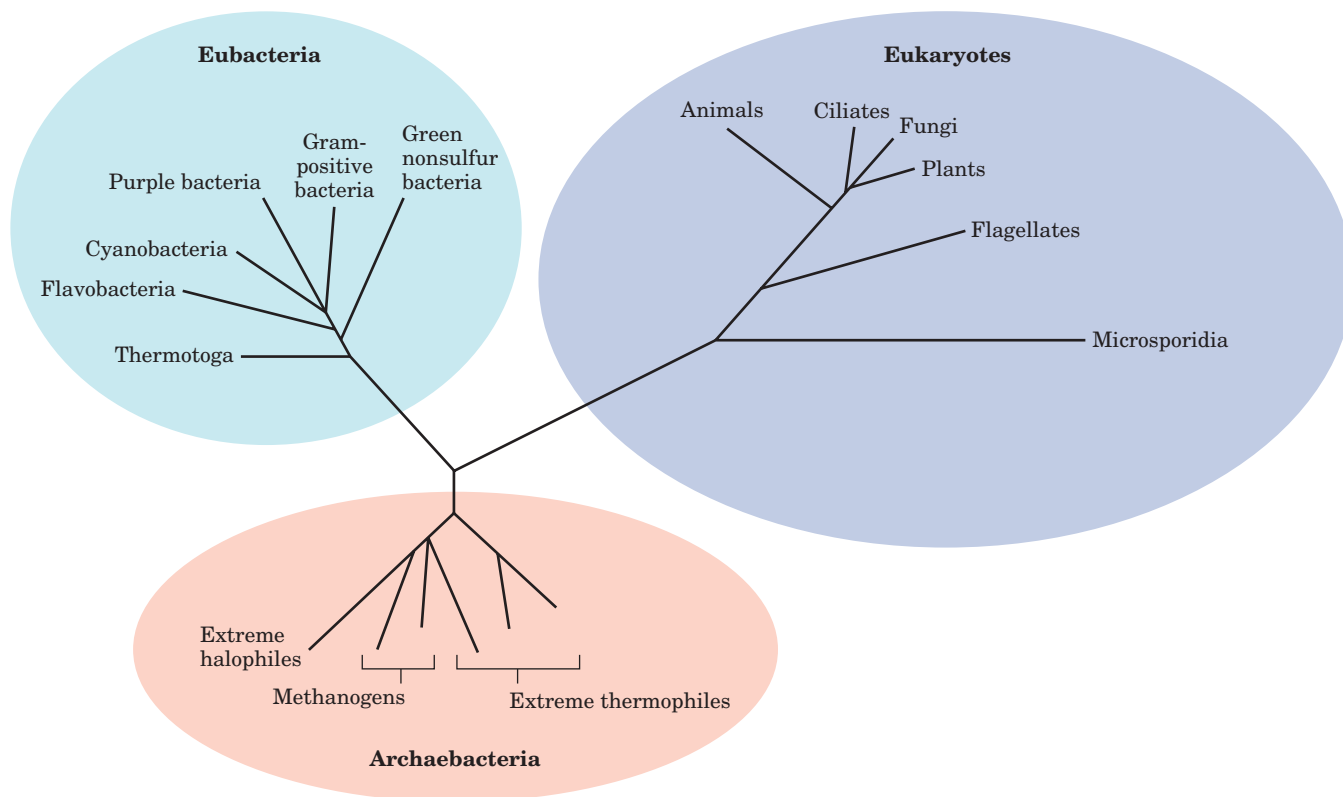 Eubacteria
Gram-
positive
bacteria
Green
nonsulfur
bacteria
Purple bacteria
Cyanobacteria
Flavobacteria
Thermotoga
Eukaryotes
Animals
Ciliates
Fungi
Plants
Flagellates
Microsporidia
Extreme
halophiles
Methanogens
Extreme thermophiles
Archaebacteria